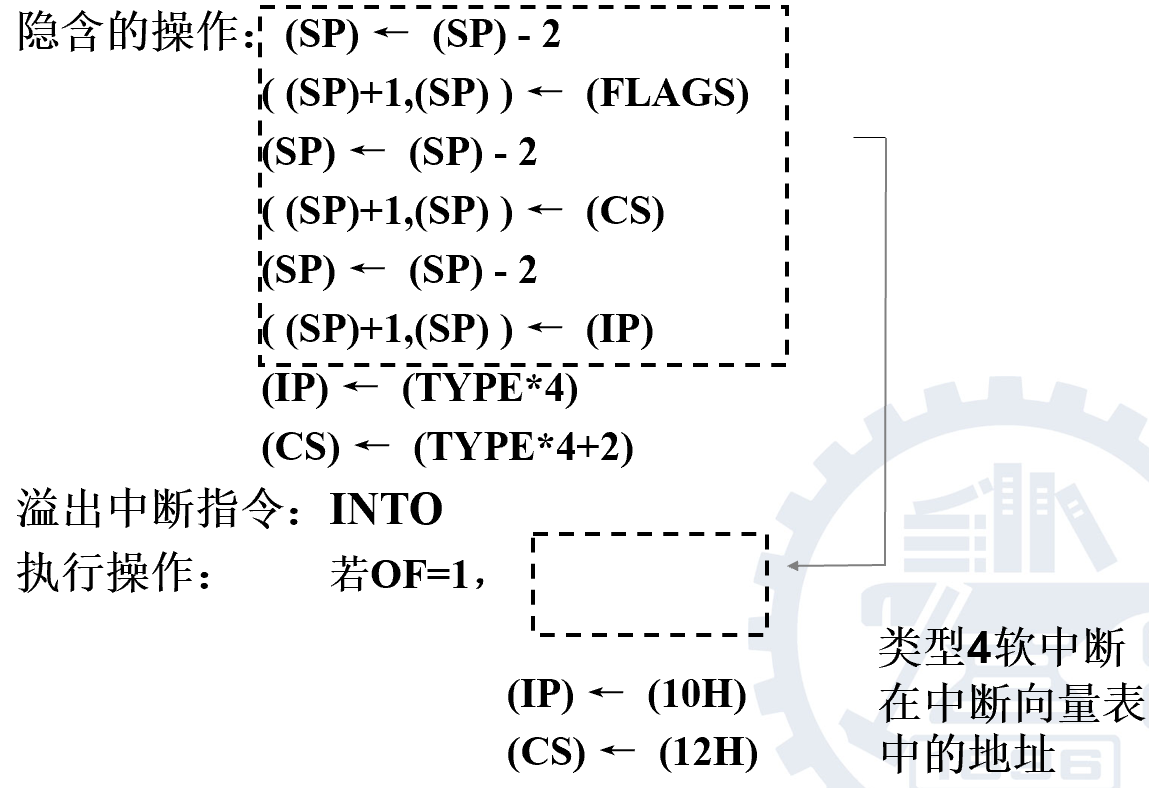 隐含的操作： (SP) ← (SP) - 2
( (SP)+1,(SP) ) ← (FLAGS)
(SP) ← (SP) - 2
( (SP)+1,(SP) ) ← (CS)
(SP) ← (SP) - 2
( (SP)+1,(SP) ) ← (IP)
(IP) ← (TYPE*4)
(CS) ← (TYPE*4+2)
溢出中断指令：INTO
执行操作： 若OF=1，
(IP) ← (10H)
(CS) ← (12H)
类型4软中断
在中断向量表
中的地址